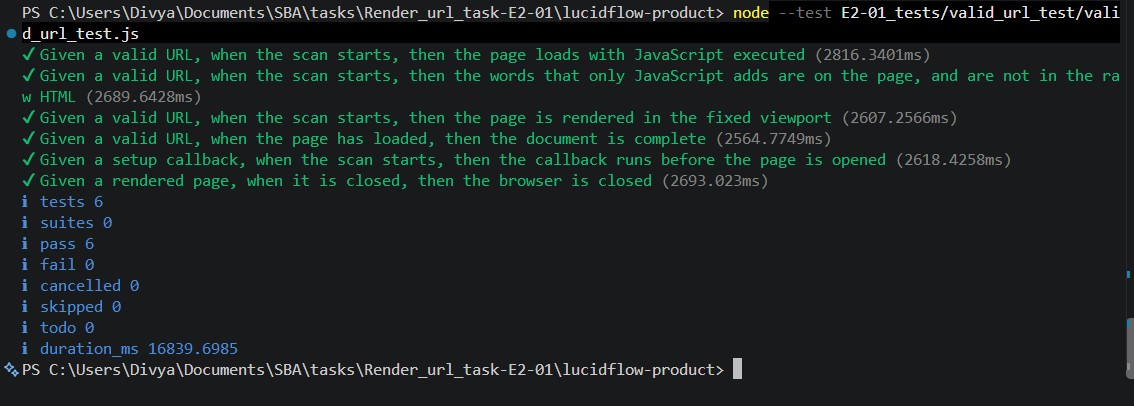 PS C:\Users\Divya\Documents\SBA\tasks\Render_url_task-E2-01\lucidflow-product> node --test E2-01_tests/valid_url_test/vali
d_url_test.js
✔ Given a valid URL, when the scan starts, then the page loads with JavaScript executed (2816.3401ms)
✔ Given a valid URL, when the scan starts, then the words that only JavaScript adds are on the page, and are not in the ra
w HTML (2689.6428ms)
✔ Given a valid URL, when the scan starts, then the page is rendered in the fixed viewport (2607.2566ms)
✔ Given a valid URL, when the page has loaded, then the document is complete (2564.7749ms)
✔ Given a setup callback, when the scan starts, then the callback runs before the page is opened (2618.4258ms)
✔ Given a rendered page, when it is closed, then the browser is closed (2693.023ms)
ℹ tests 6
ℹ suites 0
ℹ pass 6
ℹ fail 0
ℹ cancelled 0
ℹ skipped 0
ℹ todo 0
ℹ duration_ms 16839.6985
PS C:\Users\Divya\Documents\SBA\tasks\Render_url_task-E2-01\lucidflow-product>